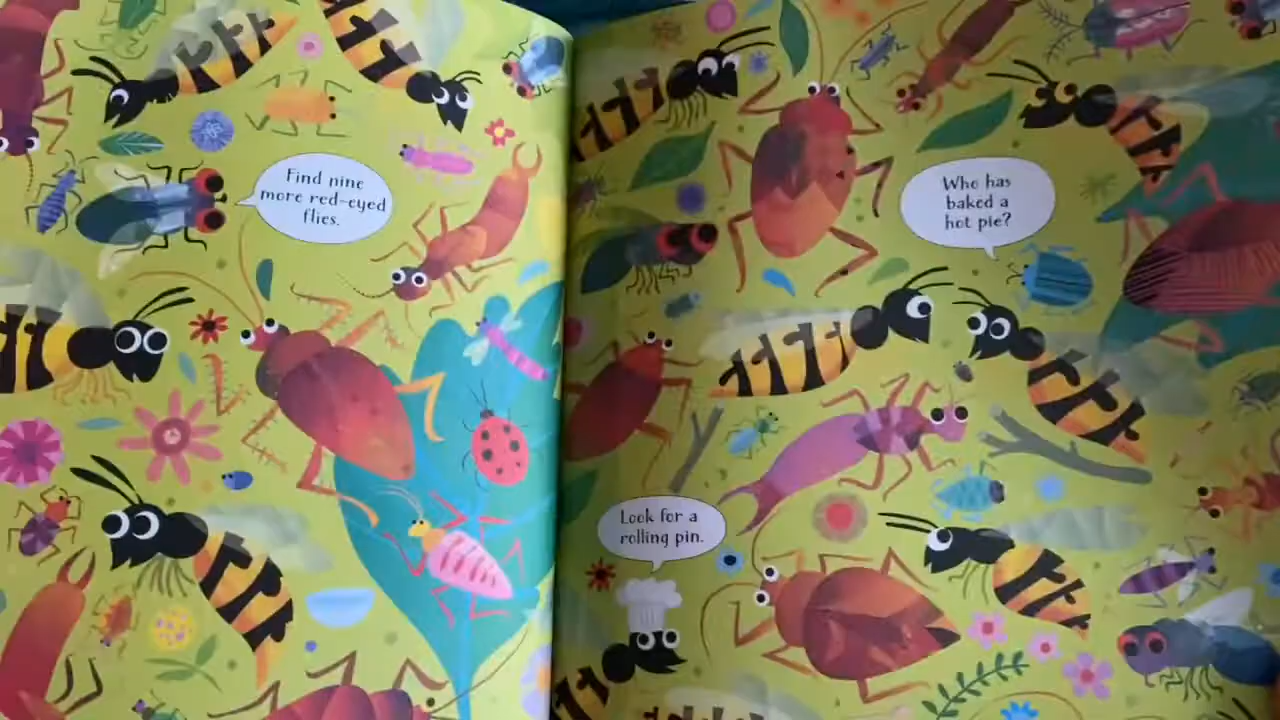 Find nine
more red-eyed
flies.
Who has
baked a
hot pie?
Look for a
rolling pin.